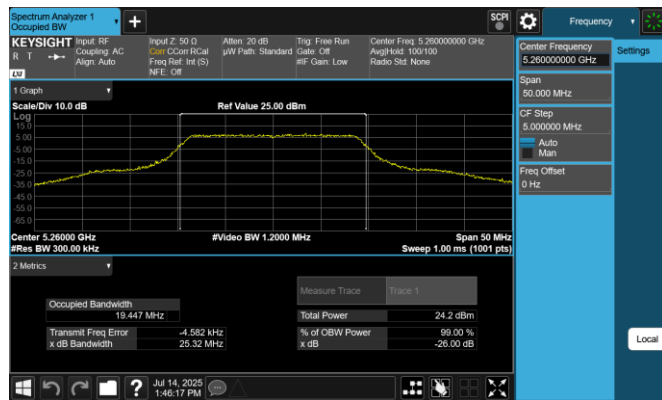 Spectrum Analyzer 1
Occupied BW
+
SCPI
Frequency
KEYSIGHT
R T
LXI
Input: RF
Coupling: AC
Align: Auto
Input Z: 50 Ω
Corr CCorr RCal
Freq Ref: Int (S)
NFE: Off
Atten: 20 dB
µW Path: Standard
Trig: Free Run
Gate: Off
#IF Gain: Low
Center Freq: 5.260000000 GHz
Avg|Hold: 100/100
Radio Std: None
Center Frequency
5.260000000 GHz
Settings
Span
50.000 MHz
CF Step
5.000000 MHz
Auto
Man
Freq Offset
0 Hz
Local
1 Graph
Scale/Div 10.0 dB
Ref Value 25.00 dBm
Log
15.0
5.00
-5.00
-15.0
-25.0
-35.0
-45.0
-55.0
-65.0
Center 5.26000 GHz
#Video BW 1.2000 MHz
Span 50 MHz
#Res BW 300.00 kHz
Sweep 1.00 ms (1001 pts)
2 Metrics
Measure Trace
Trace 1
Occupied Bandwidth
19.447 MHz
Total Power
24.2 dBm
Transmit Freq Error
-4.582 kHz
% of OBW Power
99.00 %
x dB Bandwidth
25.32 MHz
x dB
-26.00 dB
?
Jul 14, 2025
1:46:17 PM